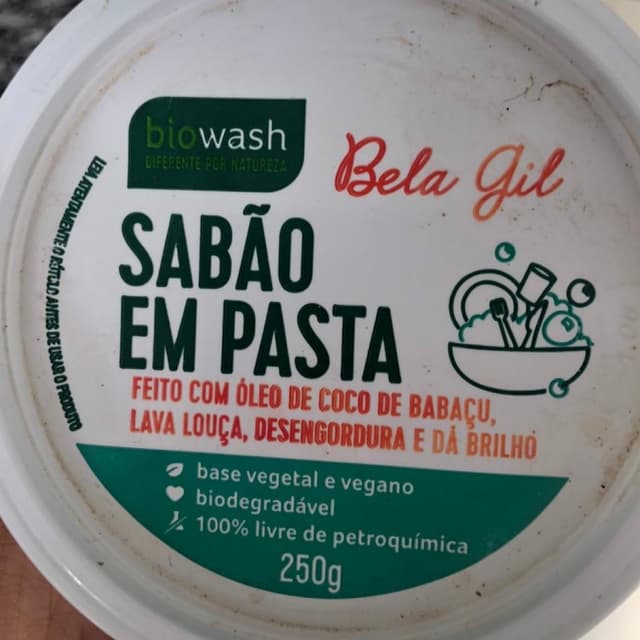 biowash
DIFERENTE POR NATUREZA
Bela Gil
SABÃO
EM PASTA
FEITO COM ÓLEO DE COCO DE BABAÇU,
LAVA LOUÇA, DESENGORDURA E DÁ BRILHO
base vegetal e vegano
biodegradável
100% livre de petroquímica
250g
LEIA ATENTAMENTE O RÓTULO ANTES DE USAR O PRODUTO